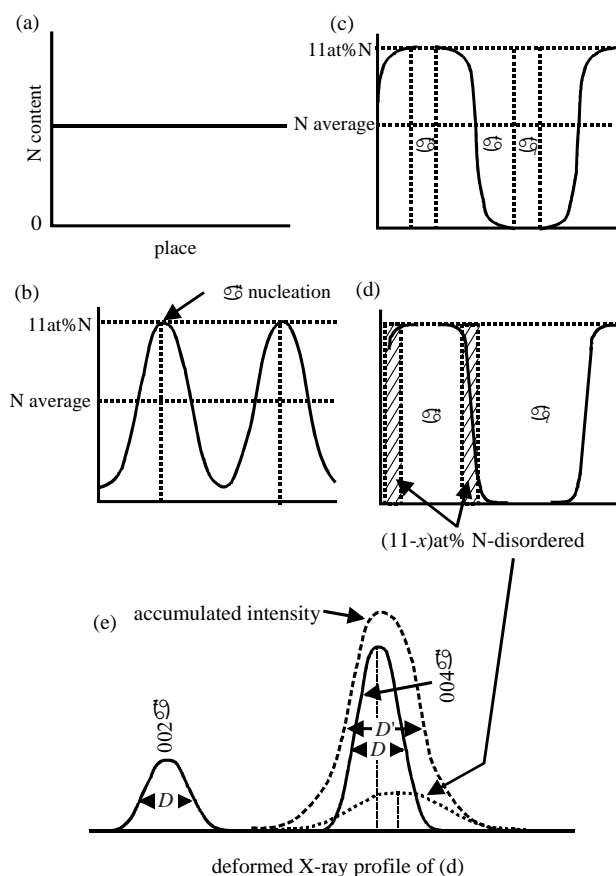 (a)
N content
0
place
(b)
nucleation
11at%N
N average
(c)
11at%N
N average
(d)
(11-x)at% N-disordered
(e)
accumulated intensity
002
D
004
D'
D
deformed X-ray profile of (d)